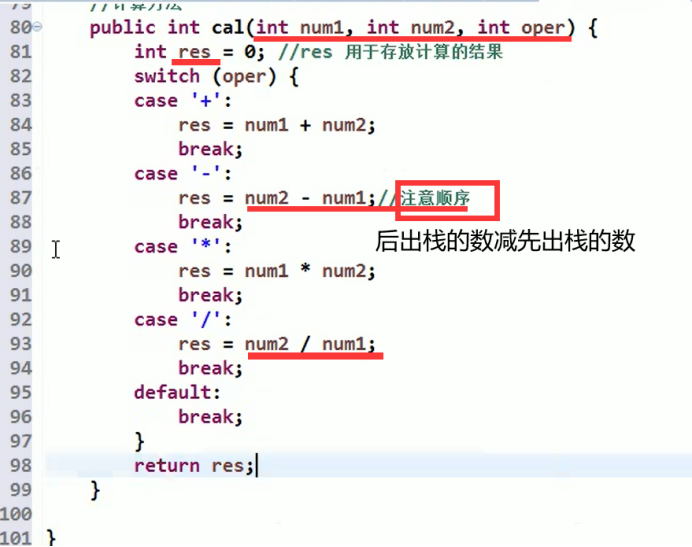 79 //计算方法
80 public int cal(int num1, int num2, int oper) {
81 int res = 0; //res 用于存放计算的结果
82 switch (oper) {
83 case '+':
84 res = num1 + num2;
85 break;
86 case '-':
87 res = num2 - num1;//注意顺序
88 break;
后出栈的数减先出栈的数
89 case '*':
90 res = num1 * num2;
91 break;
92 case '/':
93 res = num2 / num1;
94 break;
95 default:
96 break;
97 }
98 return res;
99 }
100
101 }